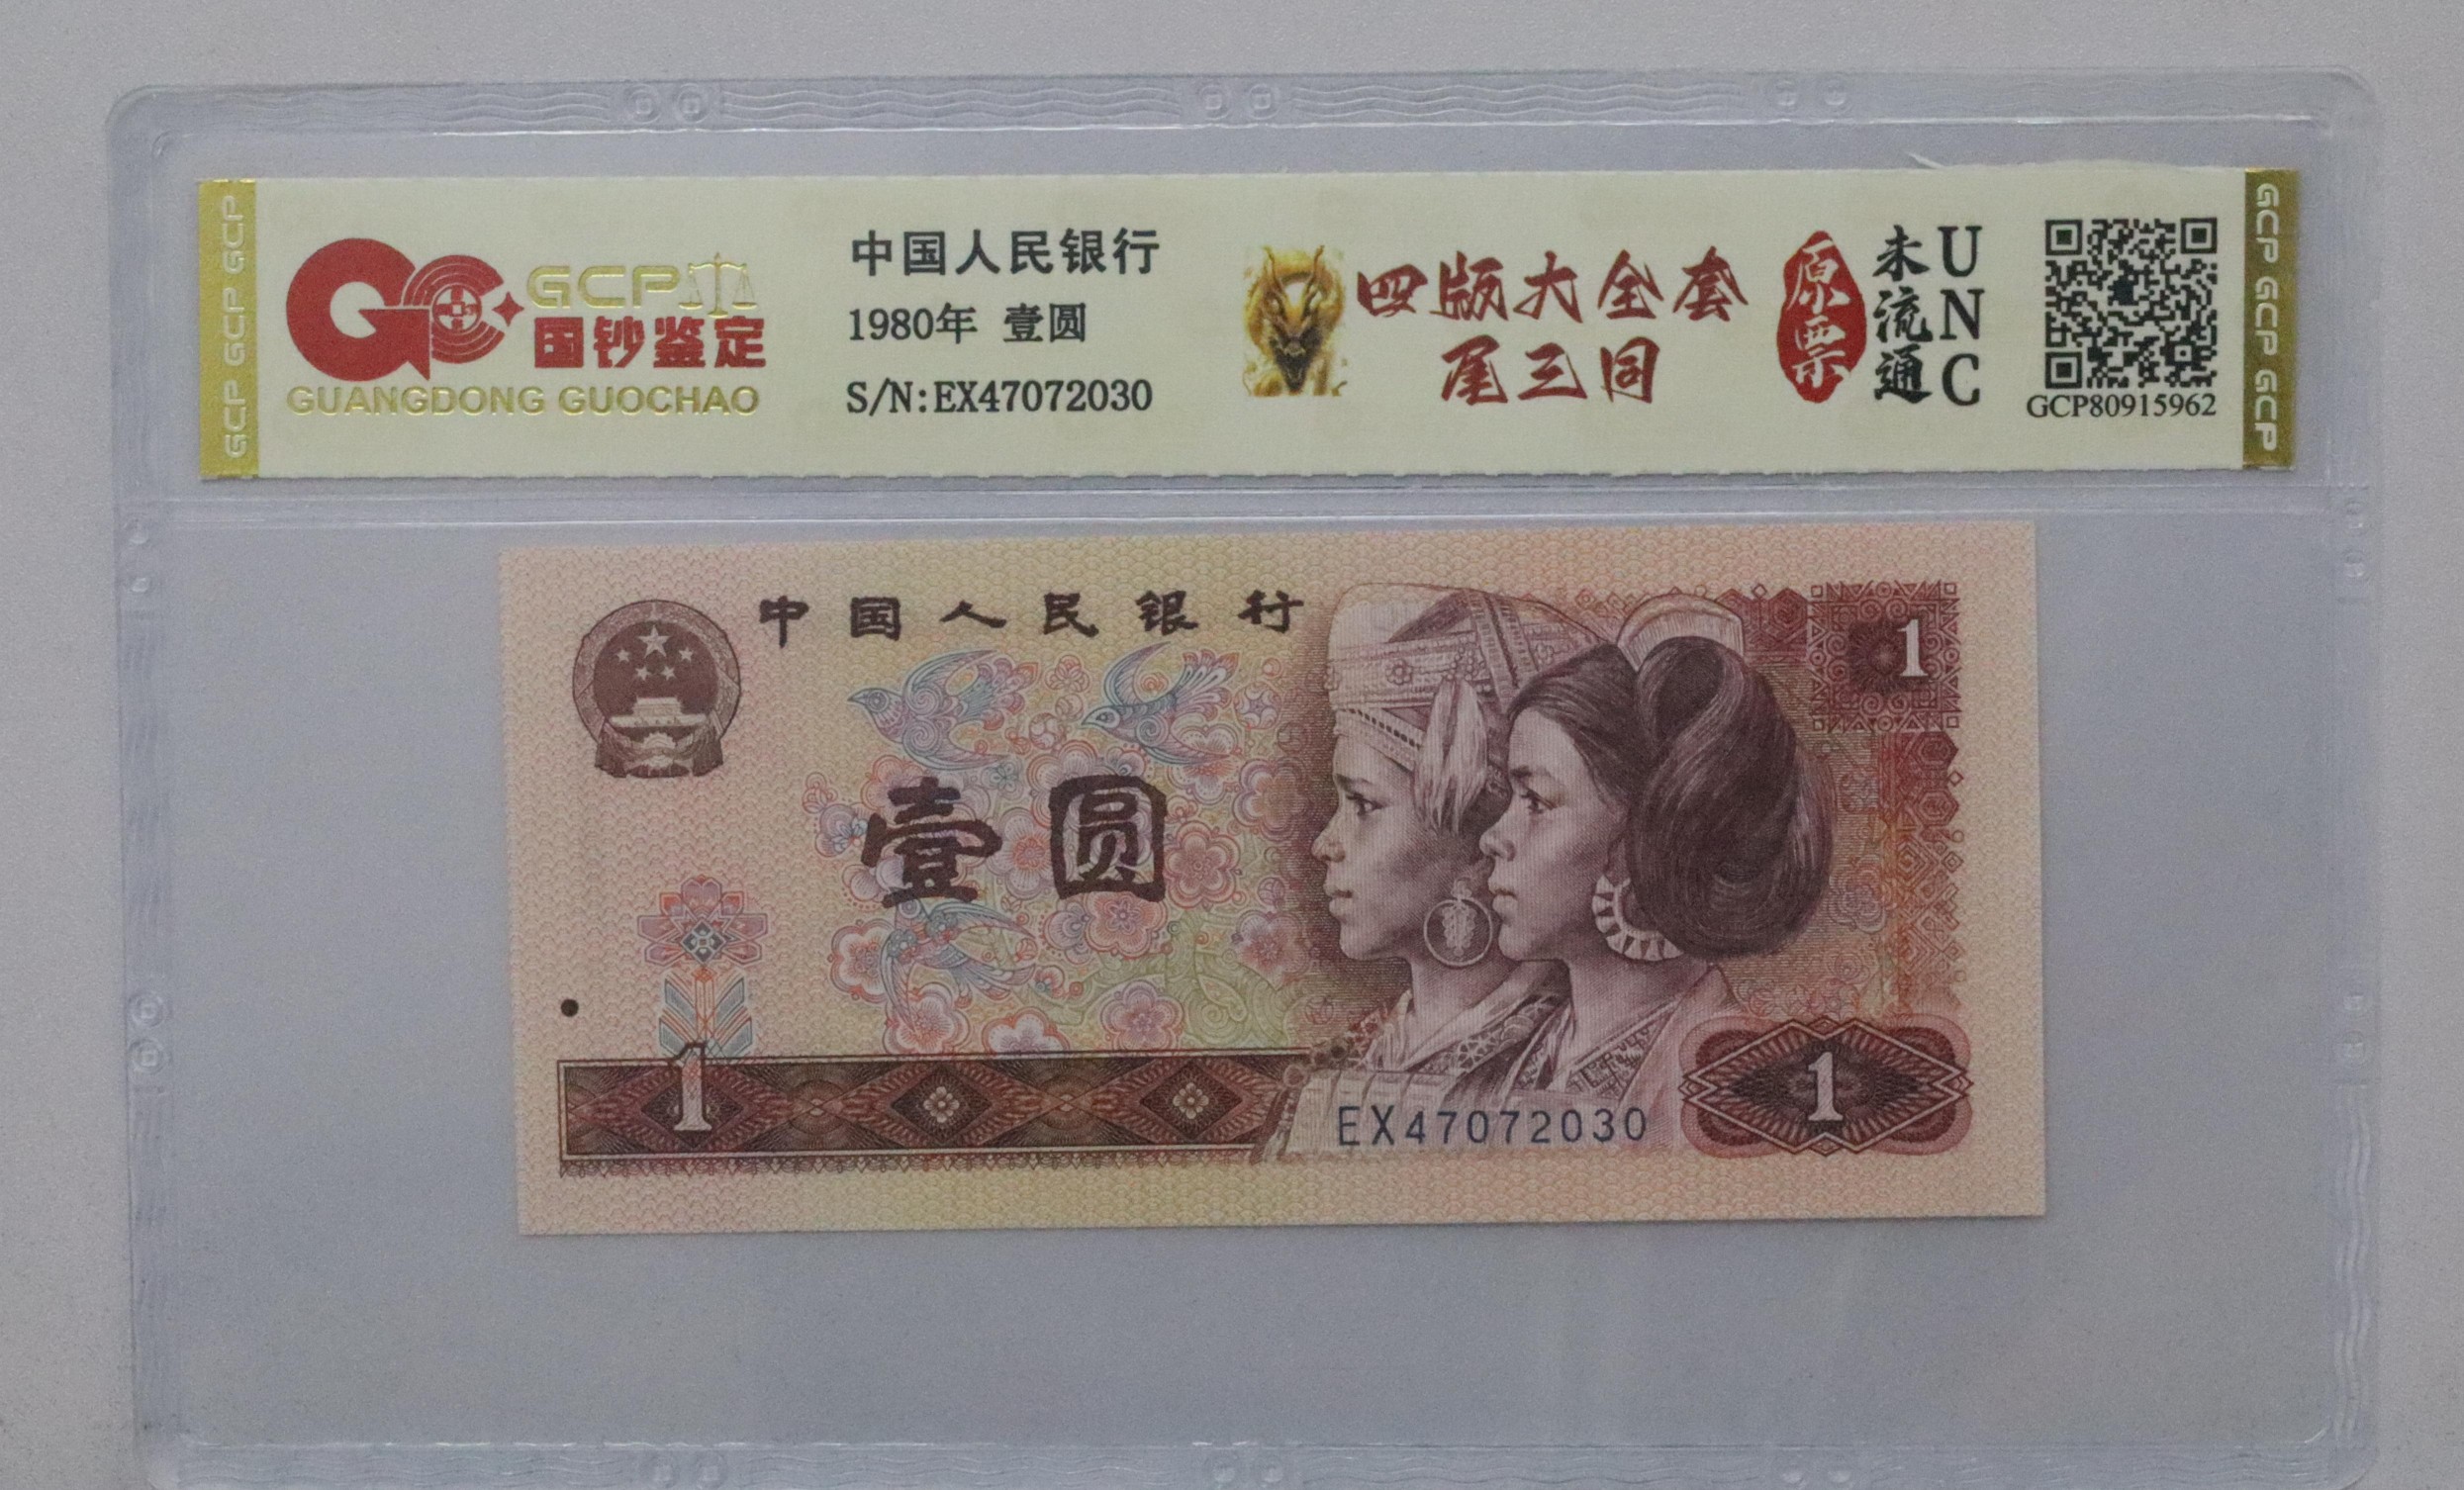 GCP GCP GCP
GCP
国钞鉴定
GUANGDONG GUOCHAO
中国人民银行
1980年 壹圆
S/N:EX47072030
四版大全套
尾三同
原票
未流通
UNC
GCP80915962
GCP GCP GCP
中国人民银行
1
壹圆
1
EX47072030
1